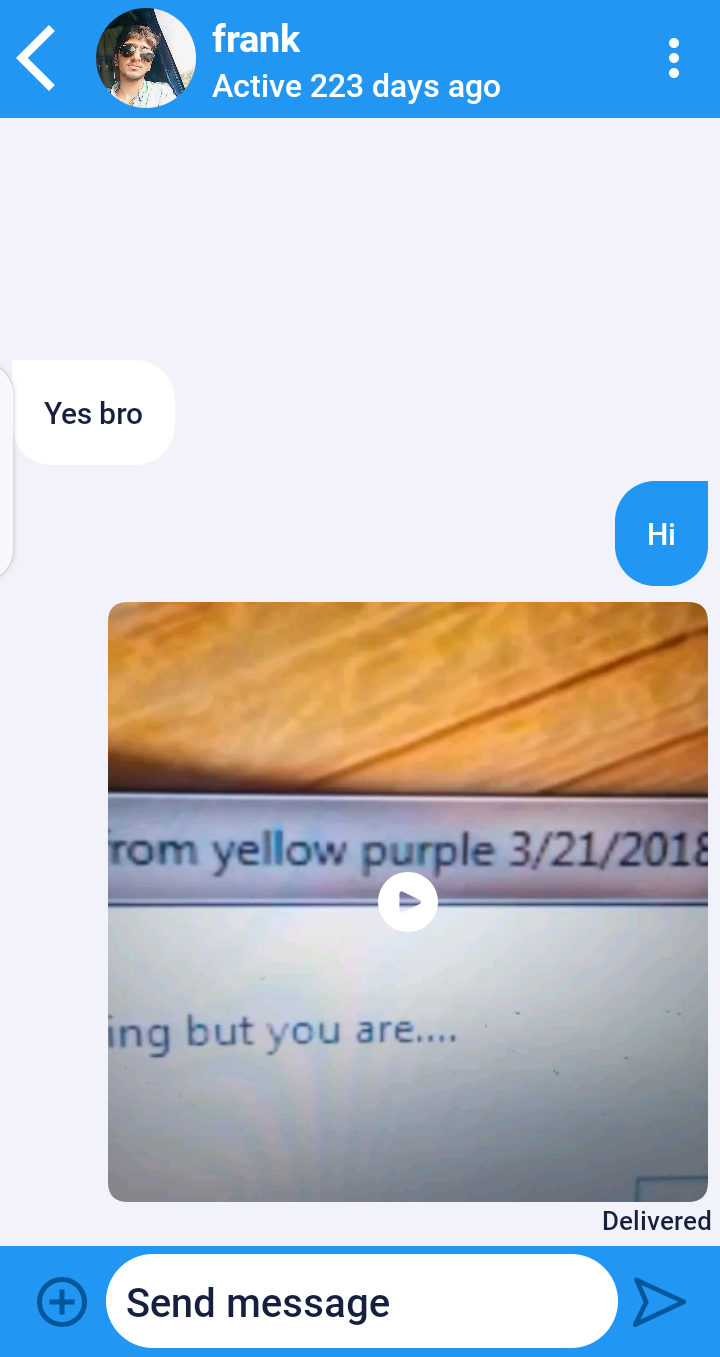 frank
Active 223 days ago
Yes bro
Hi
rom yellow purple 3/21/2018
ing but you are....
Delivered
Send message